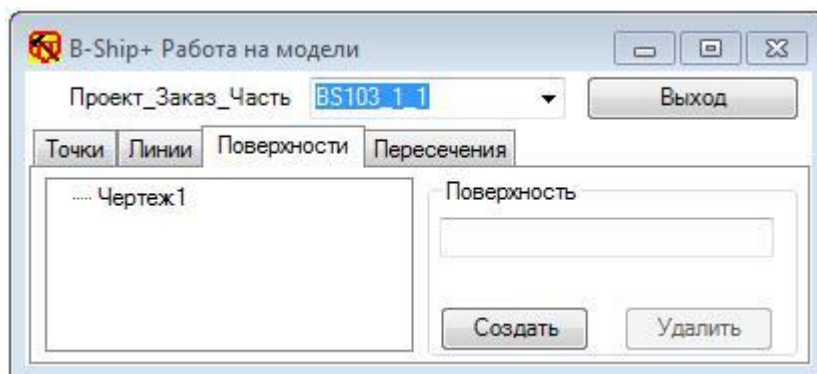 B-Ship+ Работа на модели
Проект_Заказ_Часть BS103_1_1 Выход
Точки Линии Поверхности Пересечения
Чертеж1 Поверхность
Создать Удалить